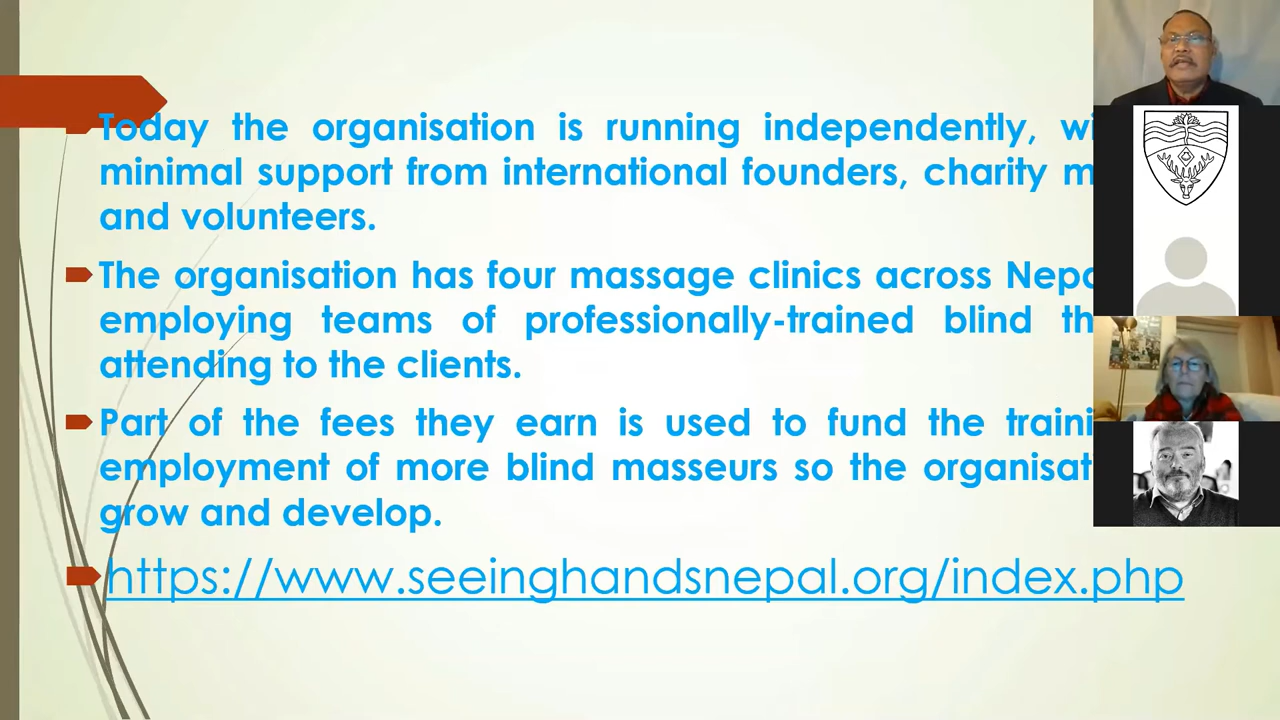 Today the organisation is running independently,
minimal support from international founders, charity
and volunteers.
The organisation has four massage clinics across
employing teams of professionally-trained blind
attending to the clients.
Part of the fees they earn is used to fund the
employment of more blind masseurs so the
grow and develop.
https://www.seeinghandsnepal.org/index.php